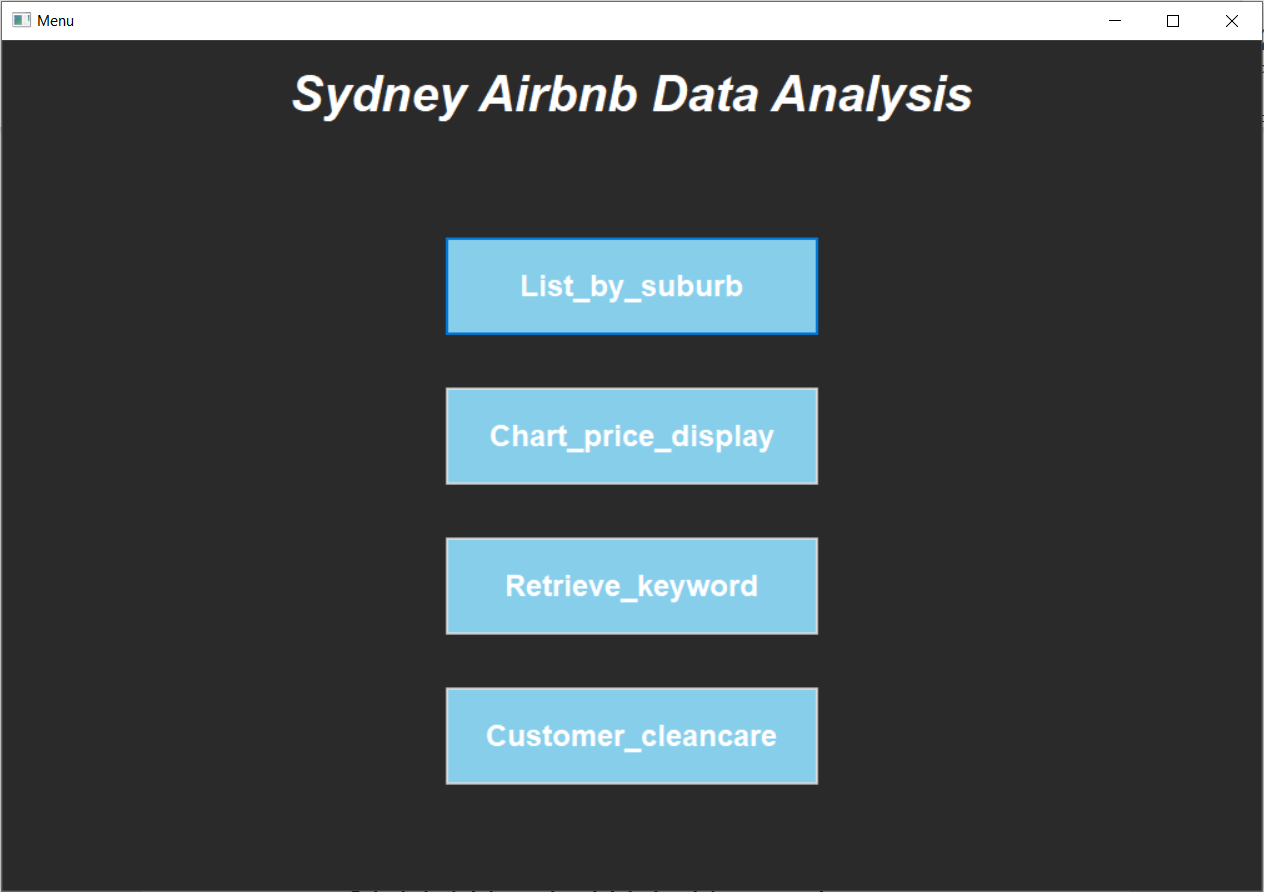 Menu
Sydney Airbnb Data Analysis
List_by_suburb
Chart_price_display
Retrieve_keyword
Customer_cleancare